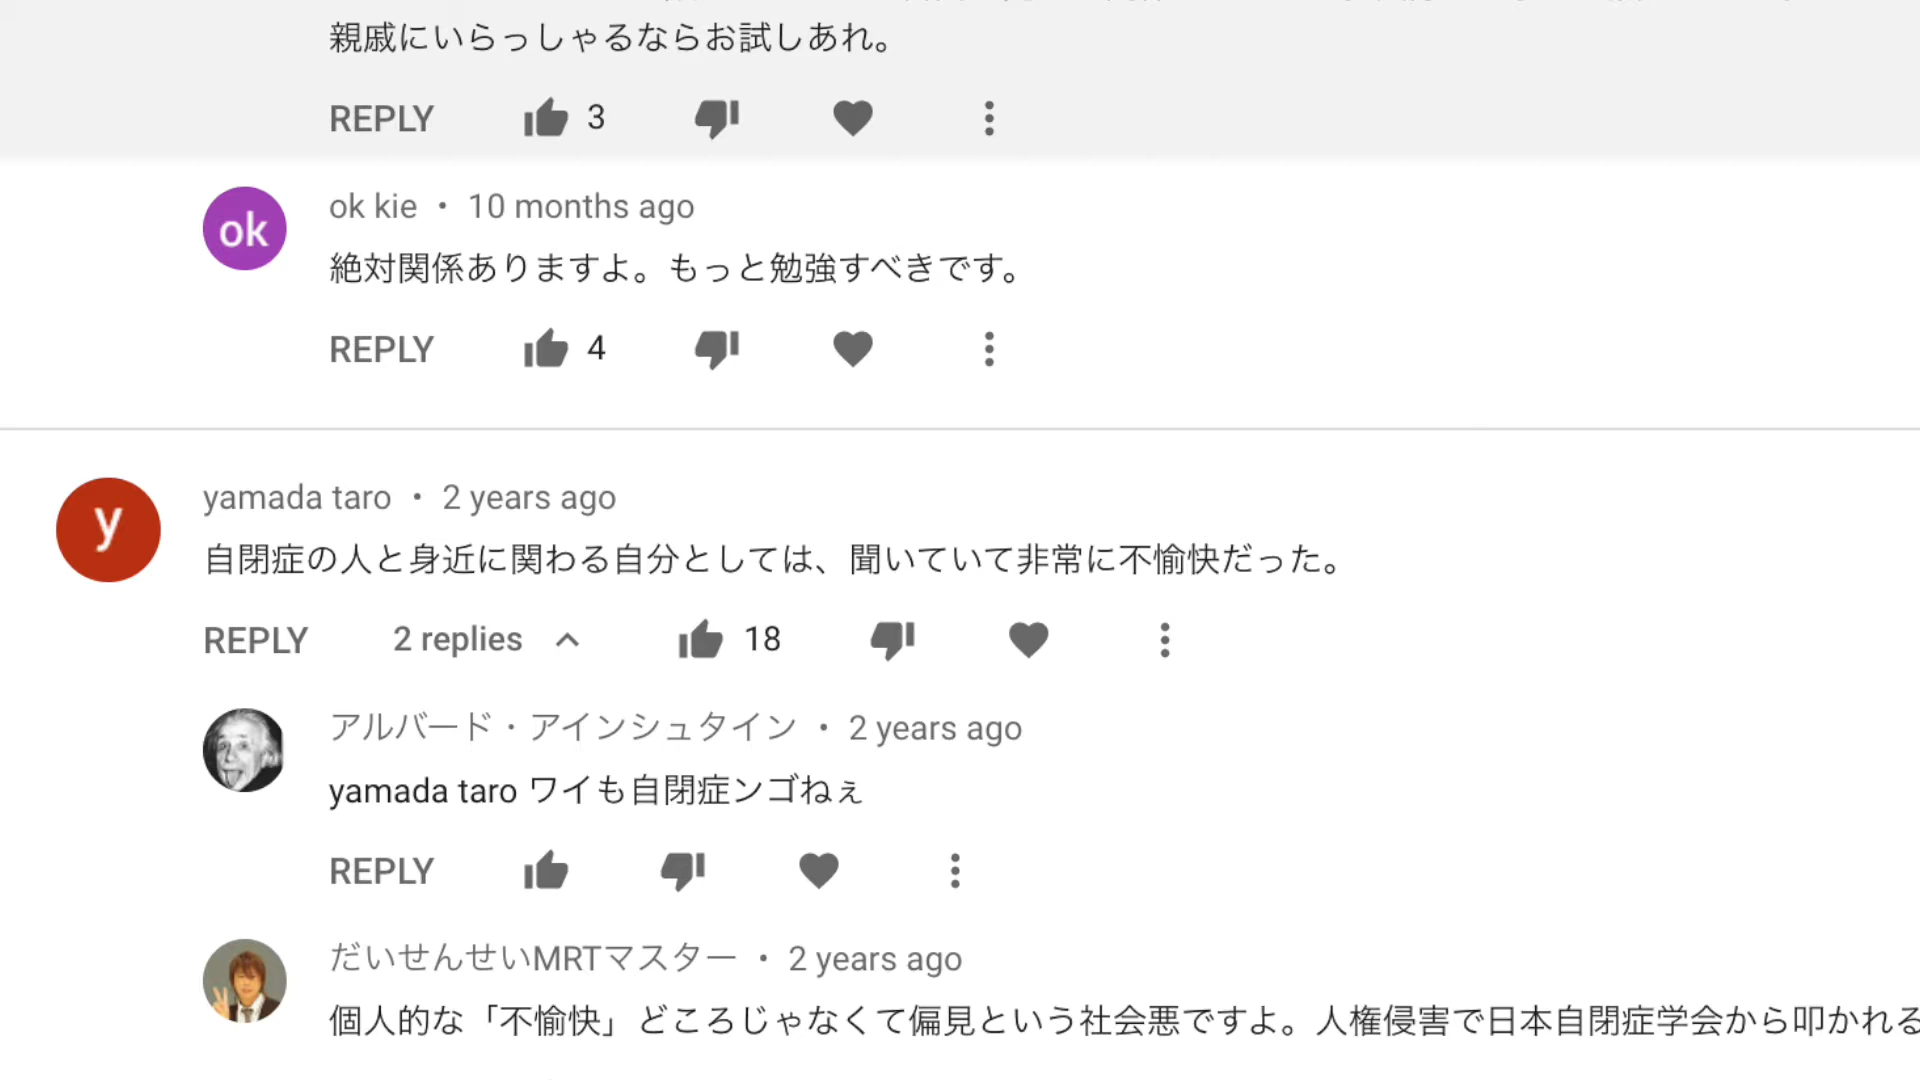 親戚にいらっしゃるならお試しあれ。
REPLY 3
ok
ok kie • 10 months ago
絶対関係ありますよ。もっと勉強すべきです。
REPLY 4
y
yamada taro • 2 years ago
自閉症の人と身近に関わる自分としては、聞いていて非常に不愉快だった。
REPLY 2 replies 18
アルバード・アインシュタイン • 2 years ago
yamada taro ワイも自閉症ンゴねぇ
REPLY
だいせんせいMRTマスター • 2 years ago
個人的な「不愉快」どころじゃなくて偏見という社会悪ですよ。人権侵害で日本自閉症学会から叩かれる